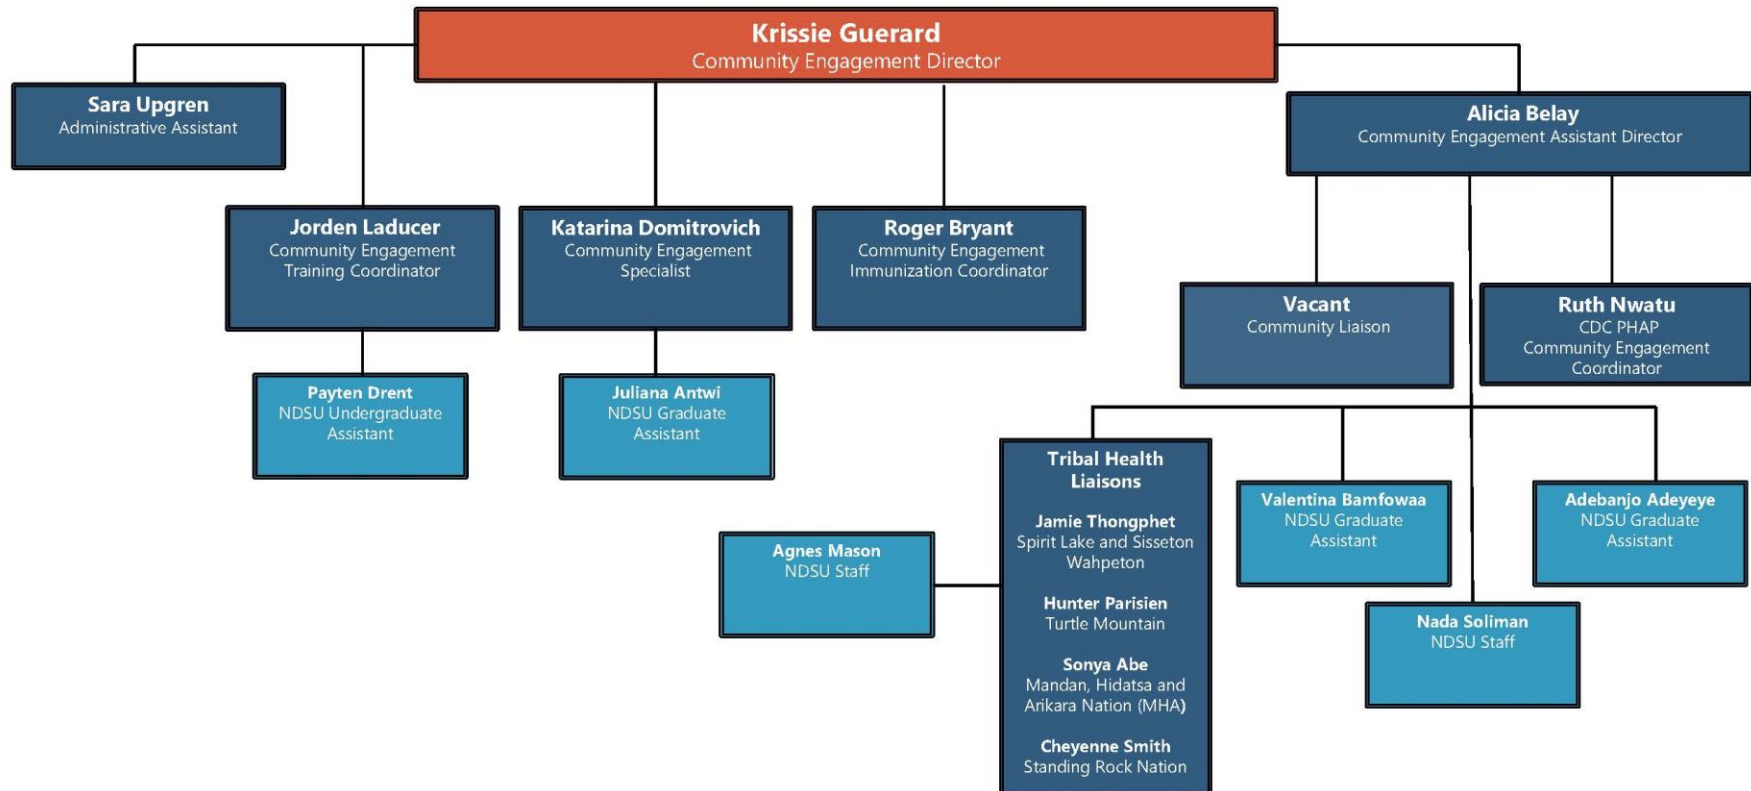 Krissie Guerard
Community Engagement Director
Sara Upgren
Administrative Assistant
Alicia Belay
Community Engagement Assistant Director
Jorden Laducer
Community Engagement
Training Coordinator
Katarina Domitrovich
Community Engagement
Specialist
Roger Bryant
Community Engagement
Immunization Coordinator
Vacant
Community Liaison
Ruth Nwatu
CDC PHAP
Community Engagement
Coordinator
Payten Drent
NDSU Undergraduate
Assistant
Juliana Antwi
NDSU Graduate
Assistant
Tribal Health
Liaisons
Jamie Thongphet
Spirit Lake and Sisseton
Wahpeton
Hunter Parisien
Turtle Mountain
Sonya Abe
Mandan, Hidatsa and
Arikara Nation (MHA)
Cheyenne Smith
Standing Rock Nation
Agnes Mason
NDSU Staff
Valentina Bamfowaa
NDSU Graduate
Assistant
Adebanjo Adeyeye
NDSU Graduate
Assistant
Nada Soliman
NDSU Staff